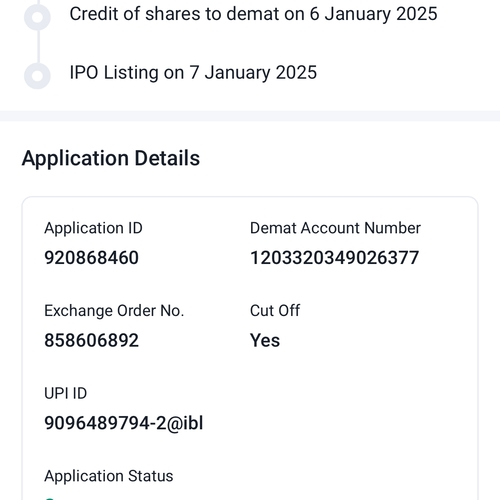 Credit of shares to demat on 6 January 2025
IPO Listing on 7 January 2025
Application Details
Application ID
Demat Account Number
920868460
1203320349026377
Exchange Order No.
Cut Off
858606892
Yes
UPI ID
9096489794-2@ibl
Application Status